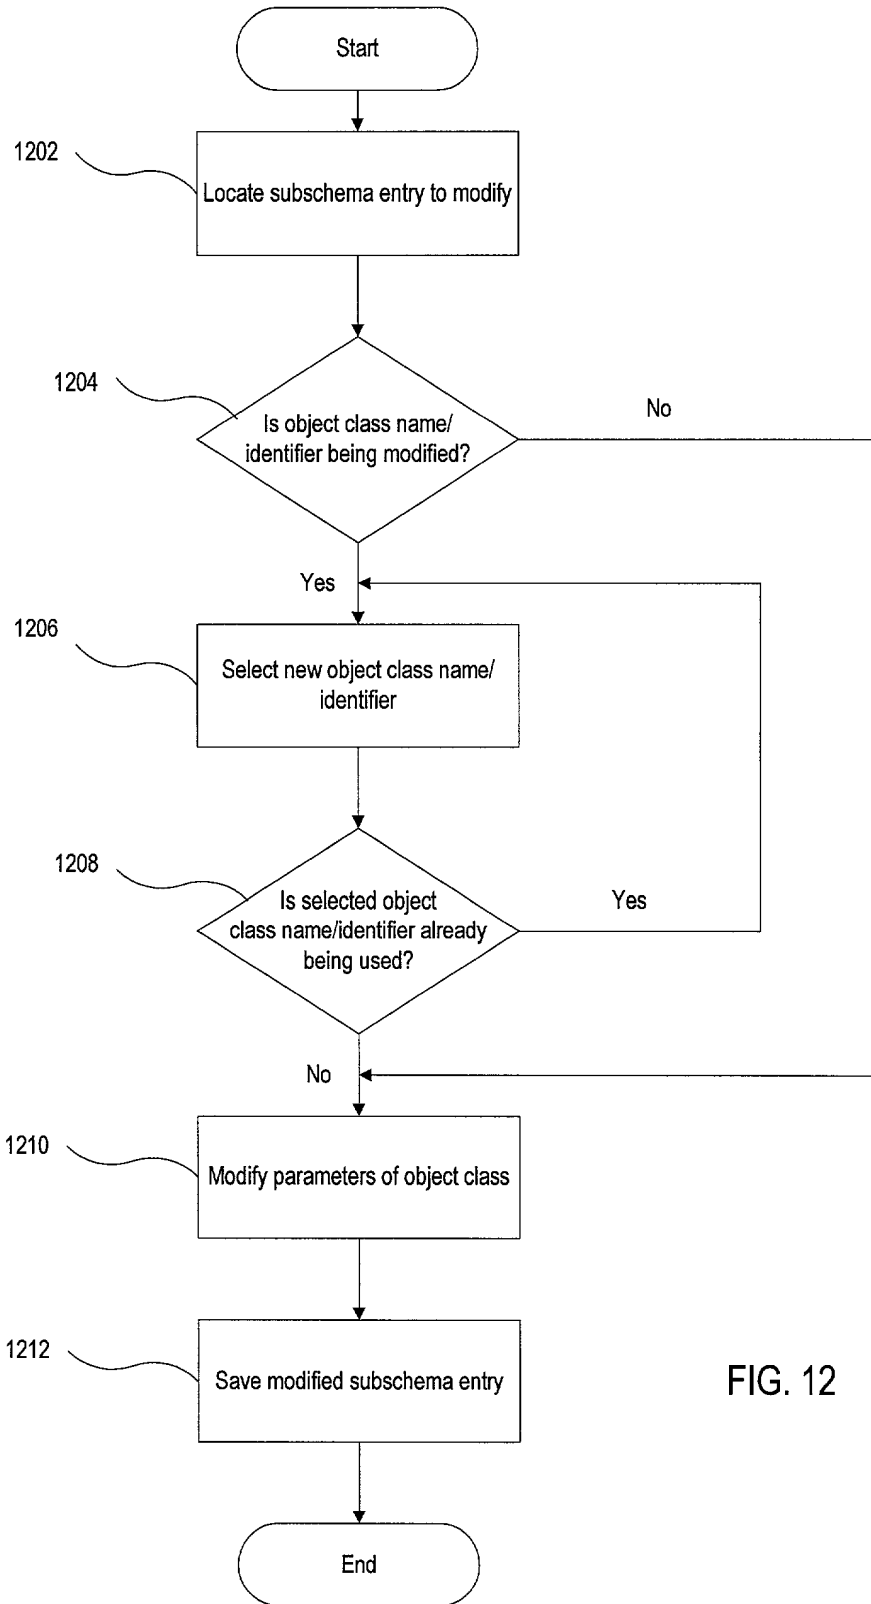 Start
1202
Locate subschema entry to modify
1204
Is object class name/
identifier being modified?
No
Yes
1206
Select new object class name/
identifier
1208
Is selected object
class name/identifier already
being used?
Yes
No
1210
Modify parameters of object class
1212
Save modified subschema entry
FIG. 12
End